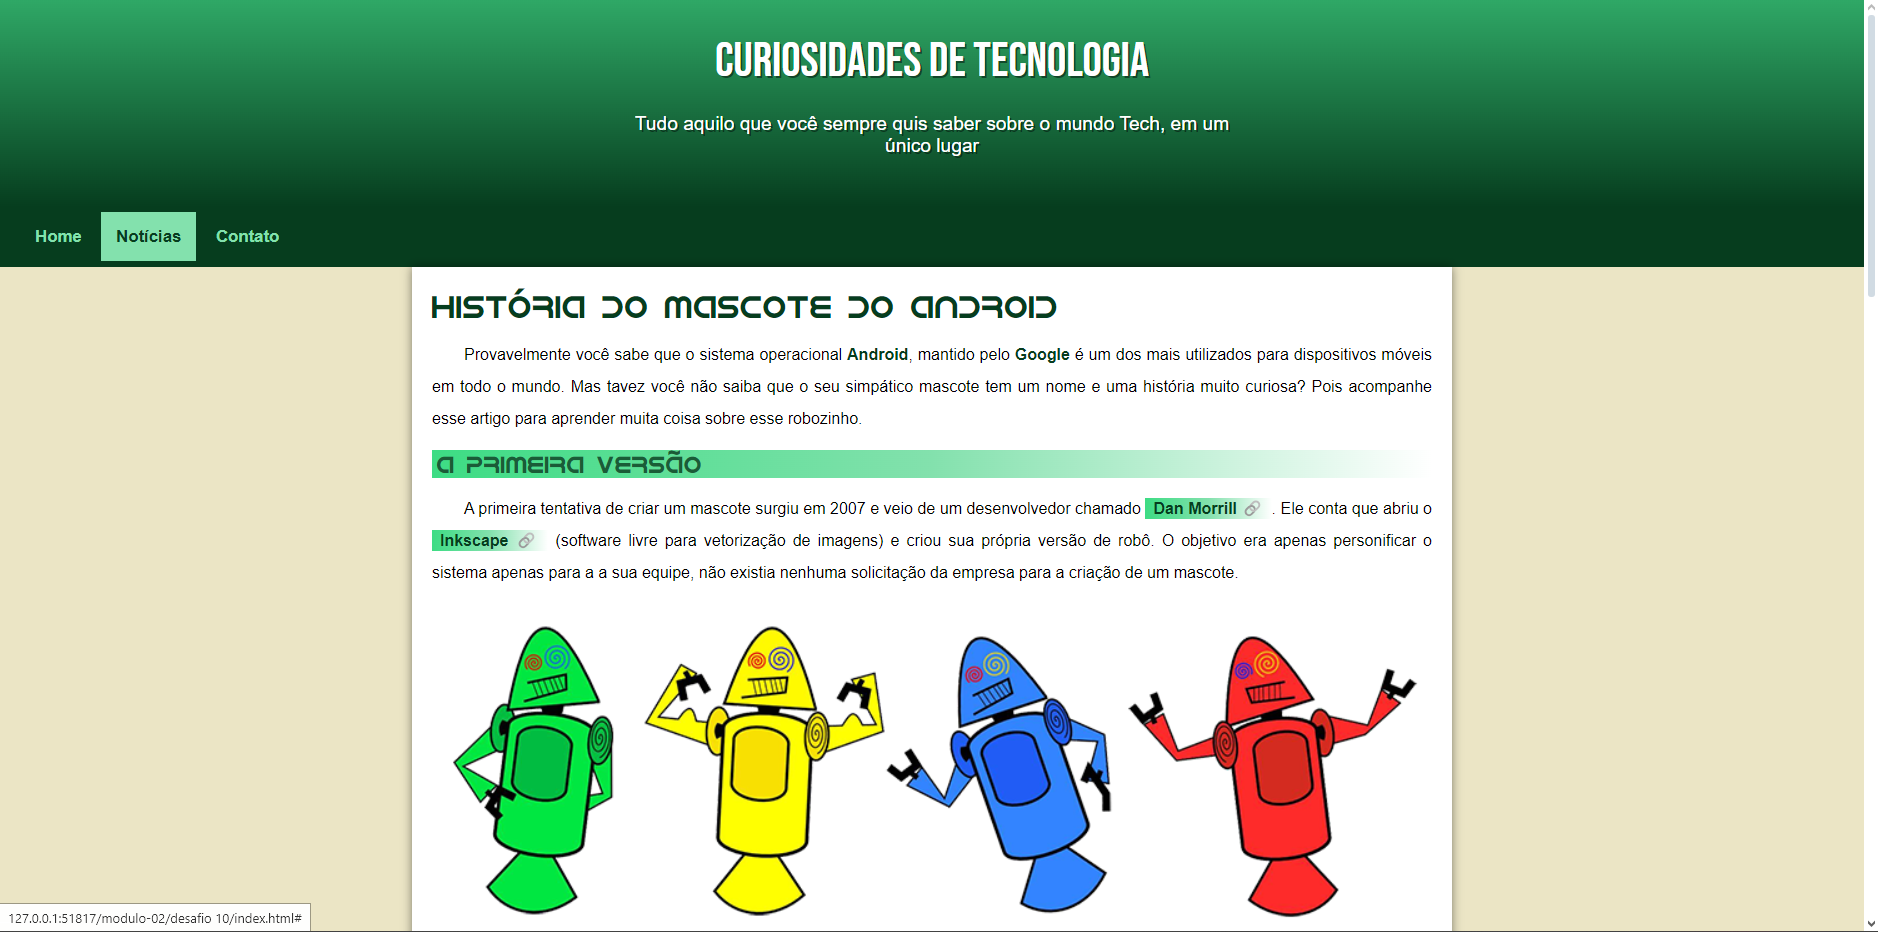 CURIOSIDADES DE TECNOLOGIA
Tudo aquilo que você sempre quis saber sobre o mundo Tech, em um
único lugar
Home Notícias Contato
HISTÓRIA DO MASCOTE DO ANDROID
Provavelmente você sabe que o sistema operacional Android, mantido pelo Google é um dos mais utilizados para dispositivos móveis
em todo o mundo. Mas tavez você não saiba que o seu simpático mascote tem um nome e uma história muito curiosa? Pois acompanhe
esse artigo para aprender muita coisa sobre esse robozinho.
A PRIMEIRA VERSÃO
A primeira tentativa de criar um mascote surgiu em 2007 e veio de um desenvolvedor chamado Dan Morrill 🔗 . Ele conta que abriu o
Inkscape 🔗 (software livre para vetorização de imagens) e criou sua própria versão de robô. O objetivo era apenas personificar o
sistema apenas para a a sua equipe, não existia nenhuma solicitação da empresa para a criação de um mascote.
127.0.0.1:51817/modulo-02/desafio 10/index.html#